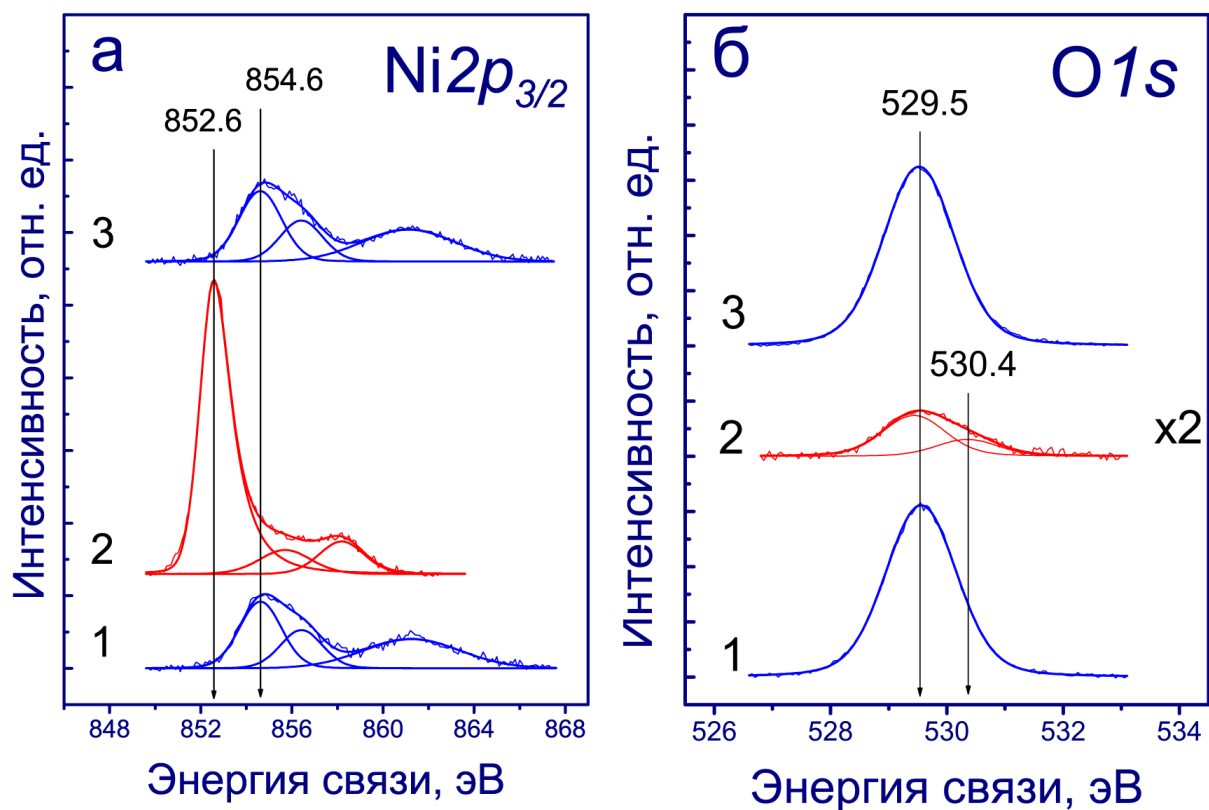 а
Ni2p3/2
854.6
852.6
3
2
1
848
852
856
860
864
868
Энергия связи, эВ
Интенсивность, отн. ед.
б
O1s
529.5
3
530.4
2
x2
1
526
528
530
532
534
Энергия связи, эВ
Интенсивность, отн. ед.